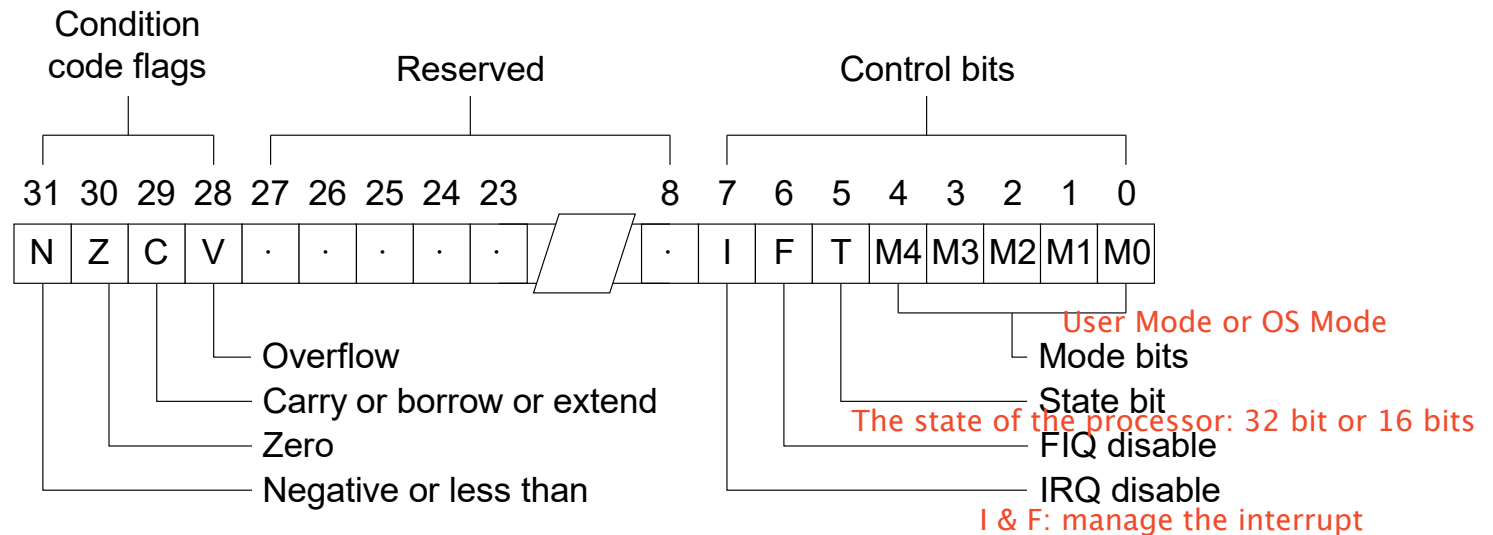 Condition
code flags
Reserved
Control bits
31 30 29 28 27 26 25 24 23 8 7 6 5 4 3 2 1 0
N Z C V · · · · · · I F T M4 M3 M2 M1 M0
User Mode or OS Mode
Overflow
Mode bits
Carry or borrow or extend
State bit
The state of the processor: 32 bit or 16 bits
Zero
FIQ disable
Negative or less than
IRQ disable
I & F: manage the interrupt